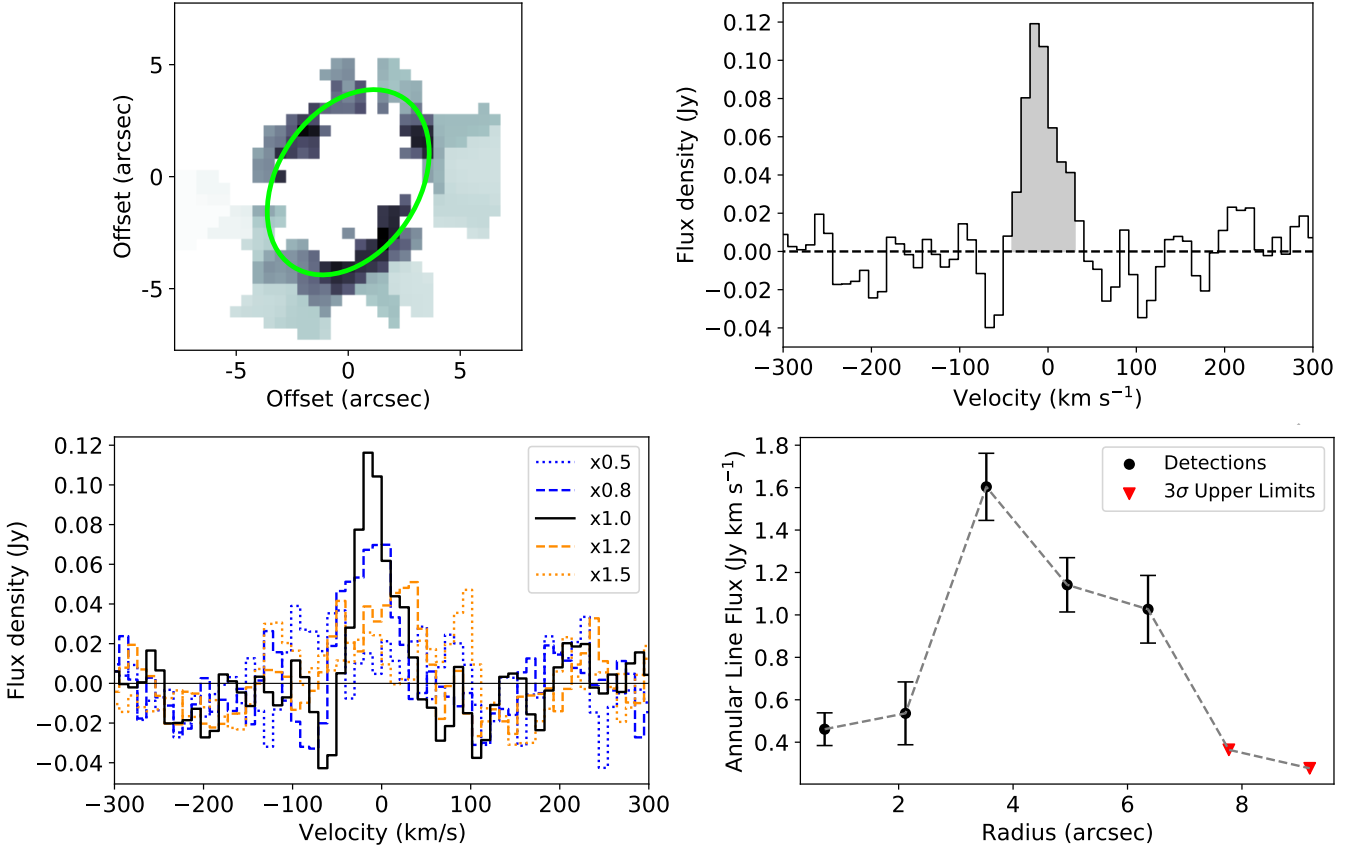 5
0
-5
Offset (arcsec)
-5 0 5
Offset (arcsec)
0.12
0.10
0.08
0.06
0.04
0.02
0.00
−0.02
−0.04
Flux density (Jy)
−300 −200 −100 0 100 200 300
Velocity (km s⁻¹)
0.12
0.10
0.08
0.06
0.04
0.02
0.00
−0.02
−0.04
Flux density (Jy)
x0.5
x0.8
x1.0
x1.2
x1.5
−300 −200 −100 0 100 200 300
Velocity (km/s)
1.8
1.6
1.4
1.2
1.0
0.8
0.6
0.4
Annular Line Flux (Jy km s⁻¹)
Detections
3σ Upper Limits
2 4 6 8
Radius (arcsec)